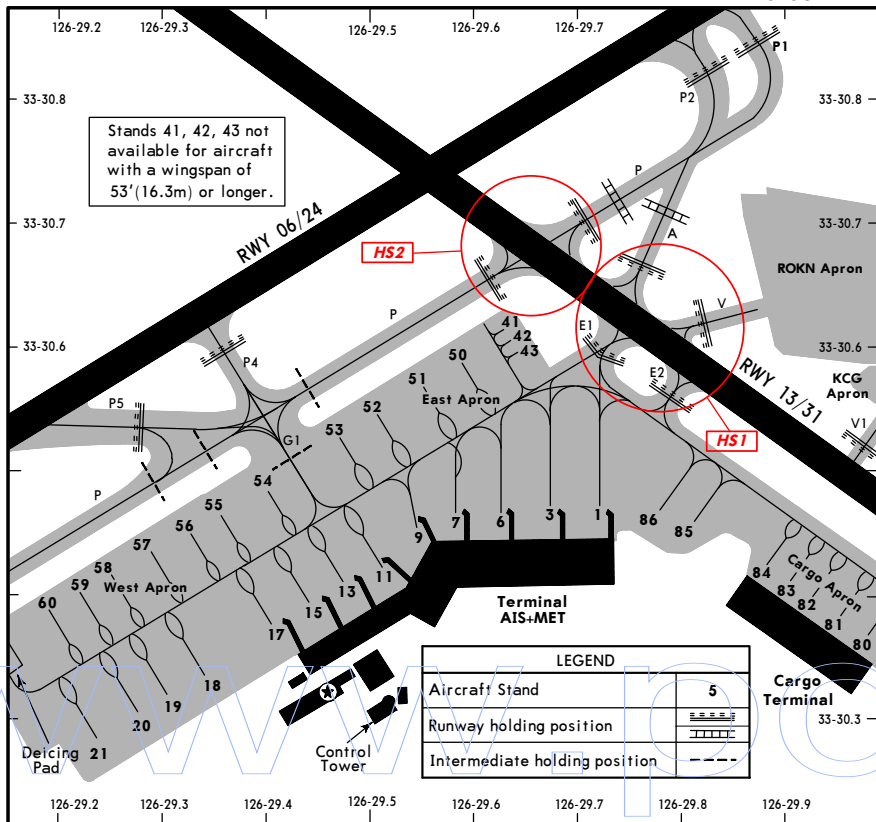 126-29.2
126-29.3
126-29.5
126-29.6
126-29.7
P1
P2
33-30.8
33-30.8
Stands 41, 42, 43 not
available for aircraft
with a wingspan of
53'(16.3m) or longer.
P
33-30.7
33-30.7
RWY 06/24
HS2
A
ROKN Apron
V
P
E1
41
42
43
33-30.6
33-30.6
P4
50
51
East Apron
E2
RWY 13/31
KCG
Apron
P5
52
53
G1
HS1
V1
54
P
55
56
57
58
59
60
West Apron
9
7
6
3
1
86
85
11
13
15
17
84
83
82
81
80
Cargo Apron
Terminal
AIS+MET
18
19
20
21
Deicing
Pad
Control
Tower
Cargo
Terminal
LEGEND
Aircraft Stand
5
Runway holding position
Intermediate holding position
33-30.3
www.po
126-29.2
126-29.3
126-29.4
126-29.5
126-29.6
126-29.7
126-29.8
126-29.9